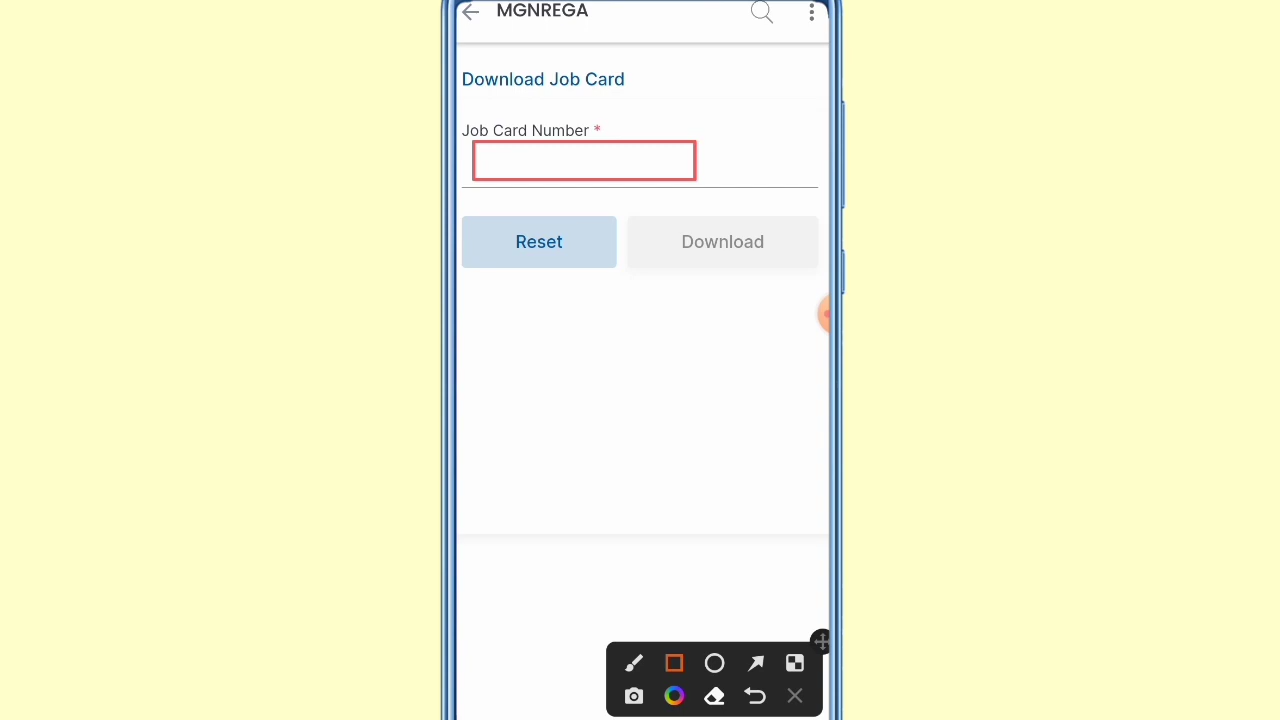 MGNREGA
Download Job Card
Job Card Number *
Reset
Download